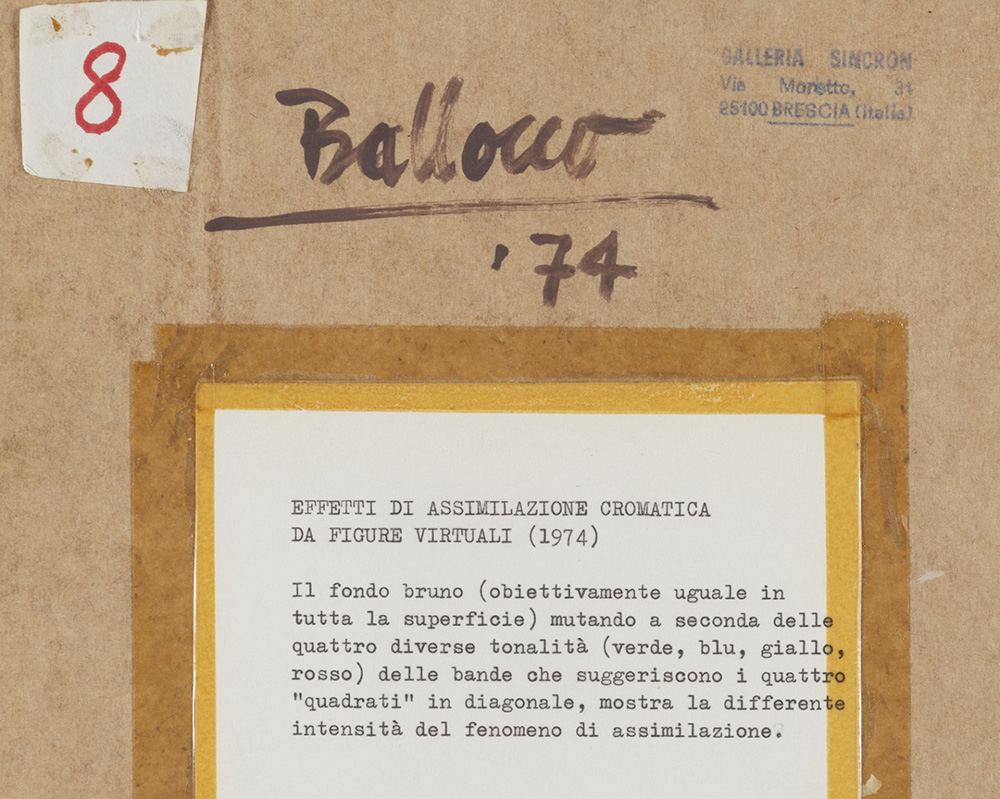 8
Ballocco
'74
GALLERIA SINCRON
Via Moretto, 31
25100 BRESCIA (Italia)
EFFETTI DI ASSIMILAZIONE CROMATICA
DA FIGURE VIRTUALI (1974)
Il fondo bruno (obiettivamente uguale in
tutta la superficie) mutando a seconda delle
quattro diverse tonalità (verde, blu, giallo,
rosso) delle bande che suggeriscono i quattro
"quadrati" in diagonale, mostra la differente
intensità del fenomeno di assimilazione.